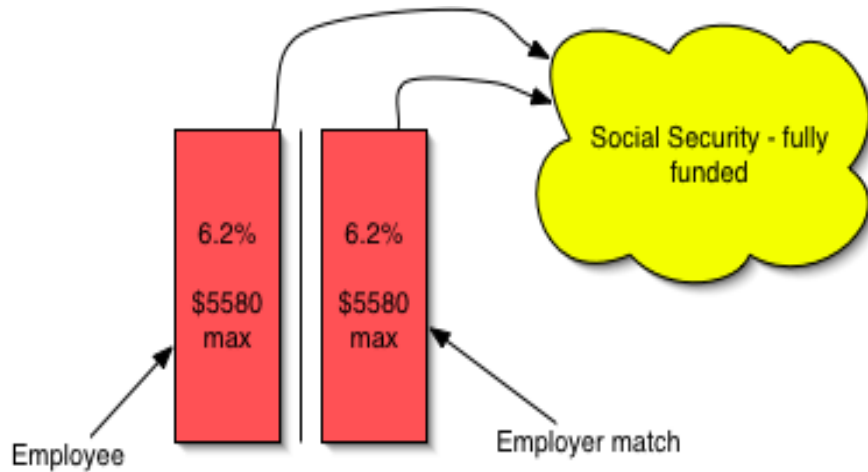 Social Security - fully
funded
6.2%
$5580
max
6.2%
$5580
max
Employee
Employer match